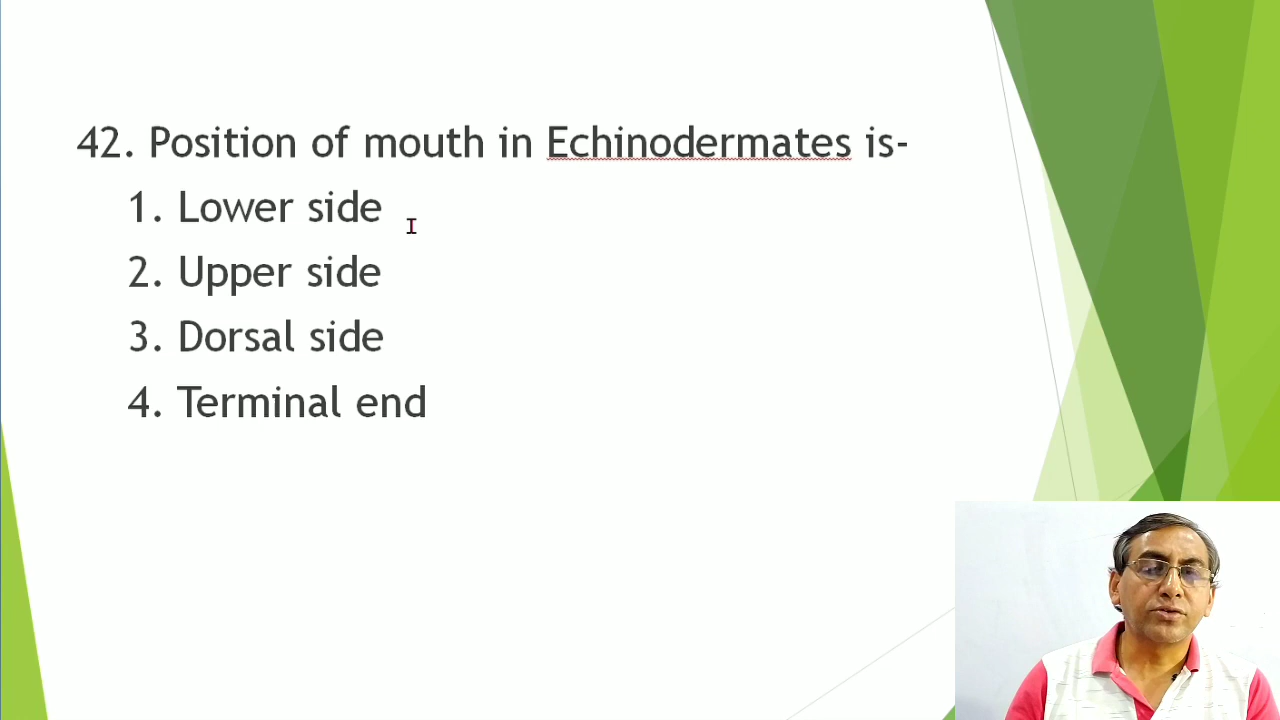 42. Position of mouth in Echinodermates is-
1. Lower side
2. Upper side
3. Dorsal side
4. Terminal end